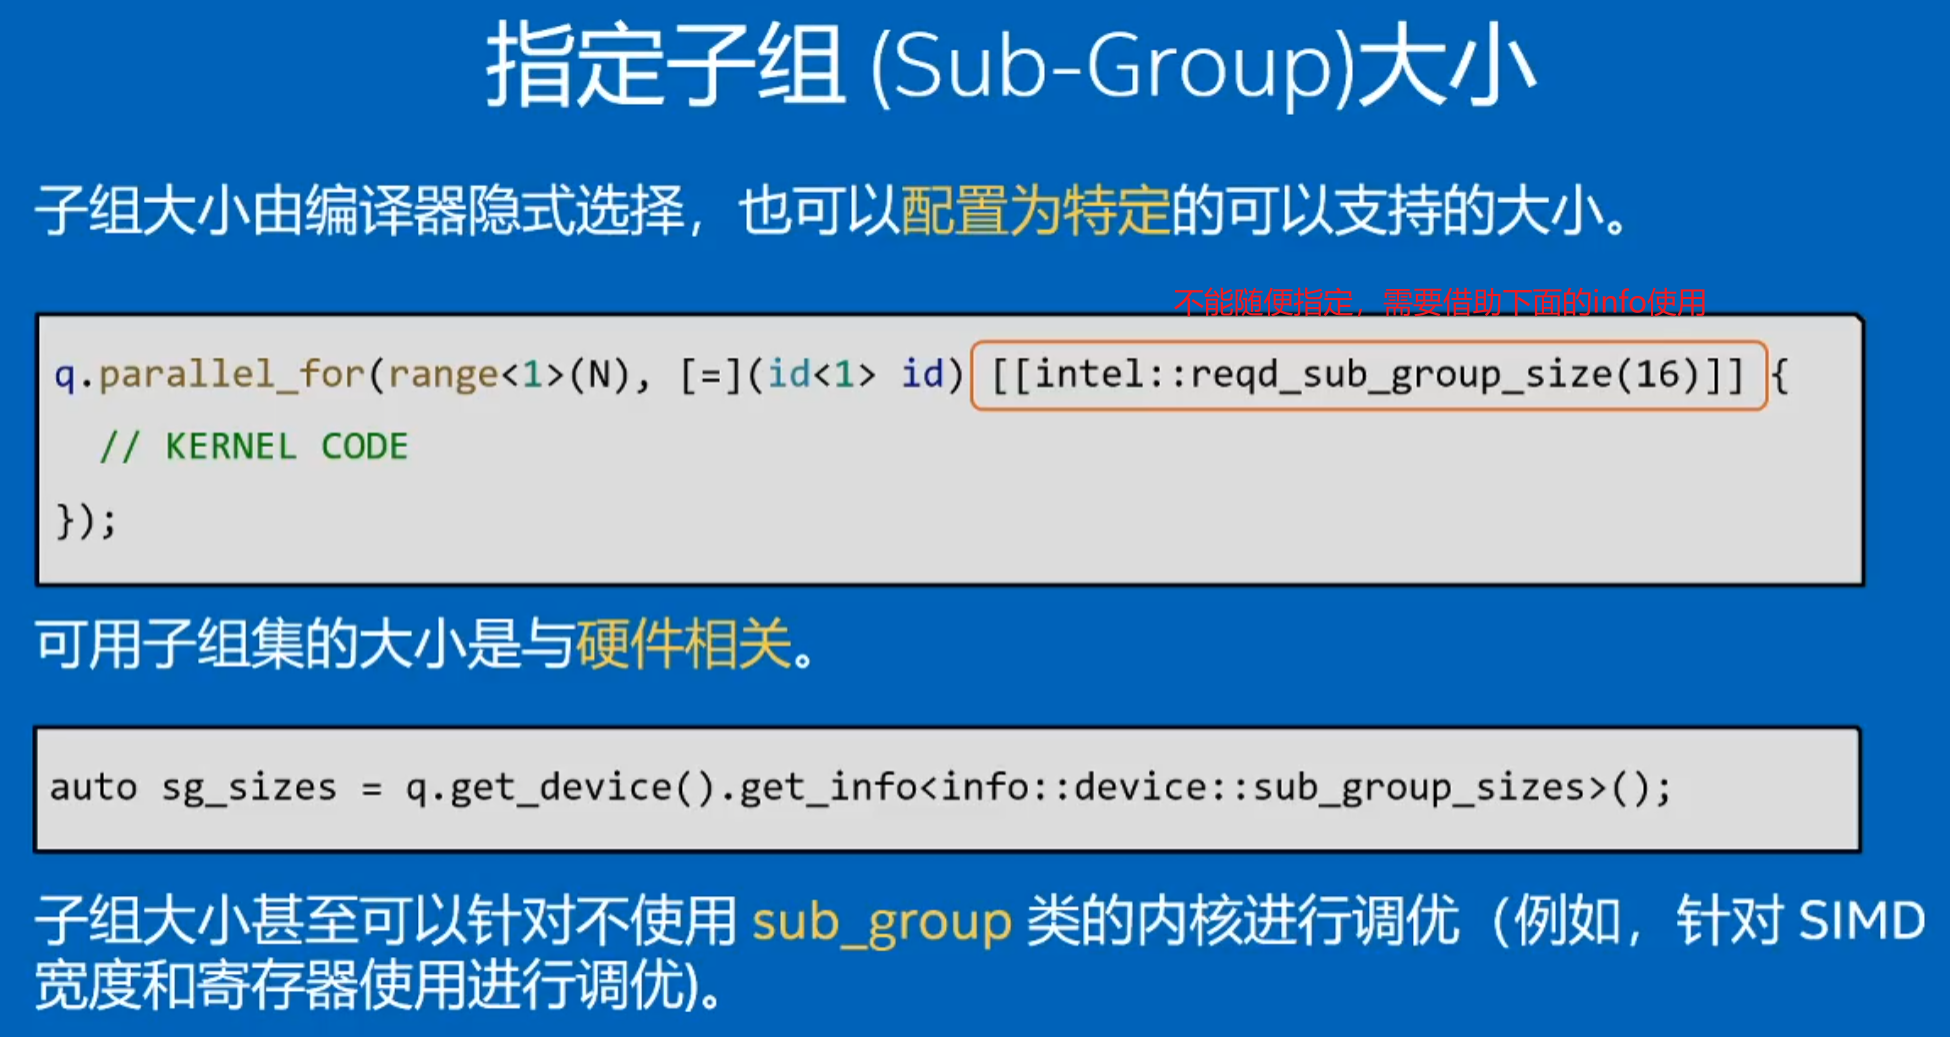 指定子组 (Sub-Group)大小
子组大小由编译器隐式选择，也可以配置为特定的可以支持的大小。
不能随便指定，需要借助下面的info使用
q.parallel_for(range<1>(N), [=](id<1> id) [[intel::reqd_sub_group_size(16)]] {
// KERNEL CODE
});
可用子组集的大小是与硬件相关。
auto sg_sizes = q.get_device().get_info<info::device::sub_group_sizes>();
子组大小甚至可以针对不使用 sub_group 类的内核进行调优（例如，针对 SIMD
宽度和寄存器使用进行调优)。